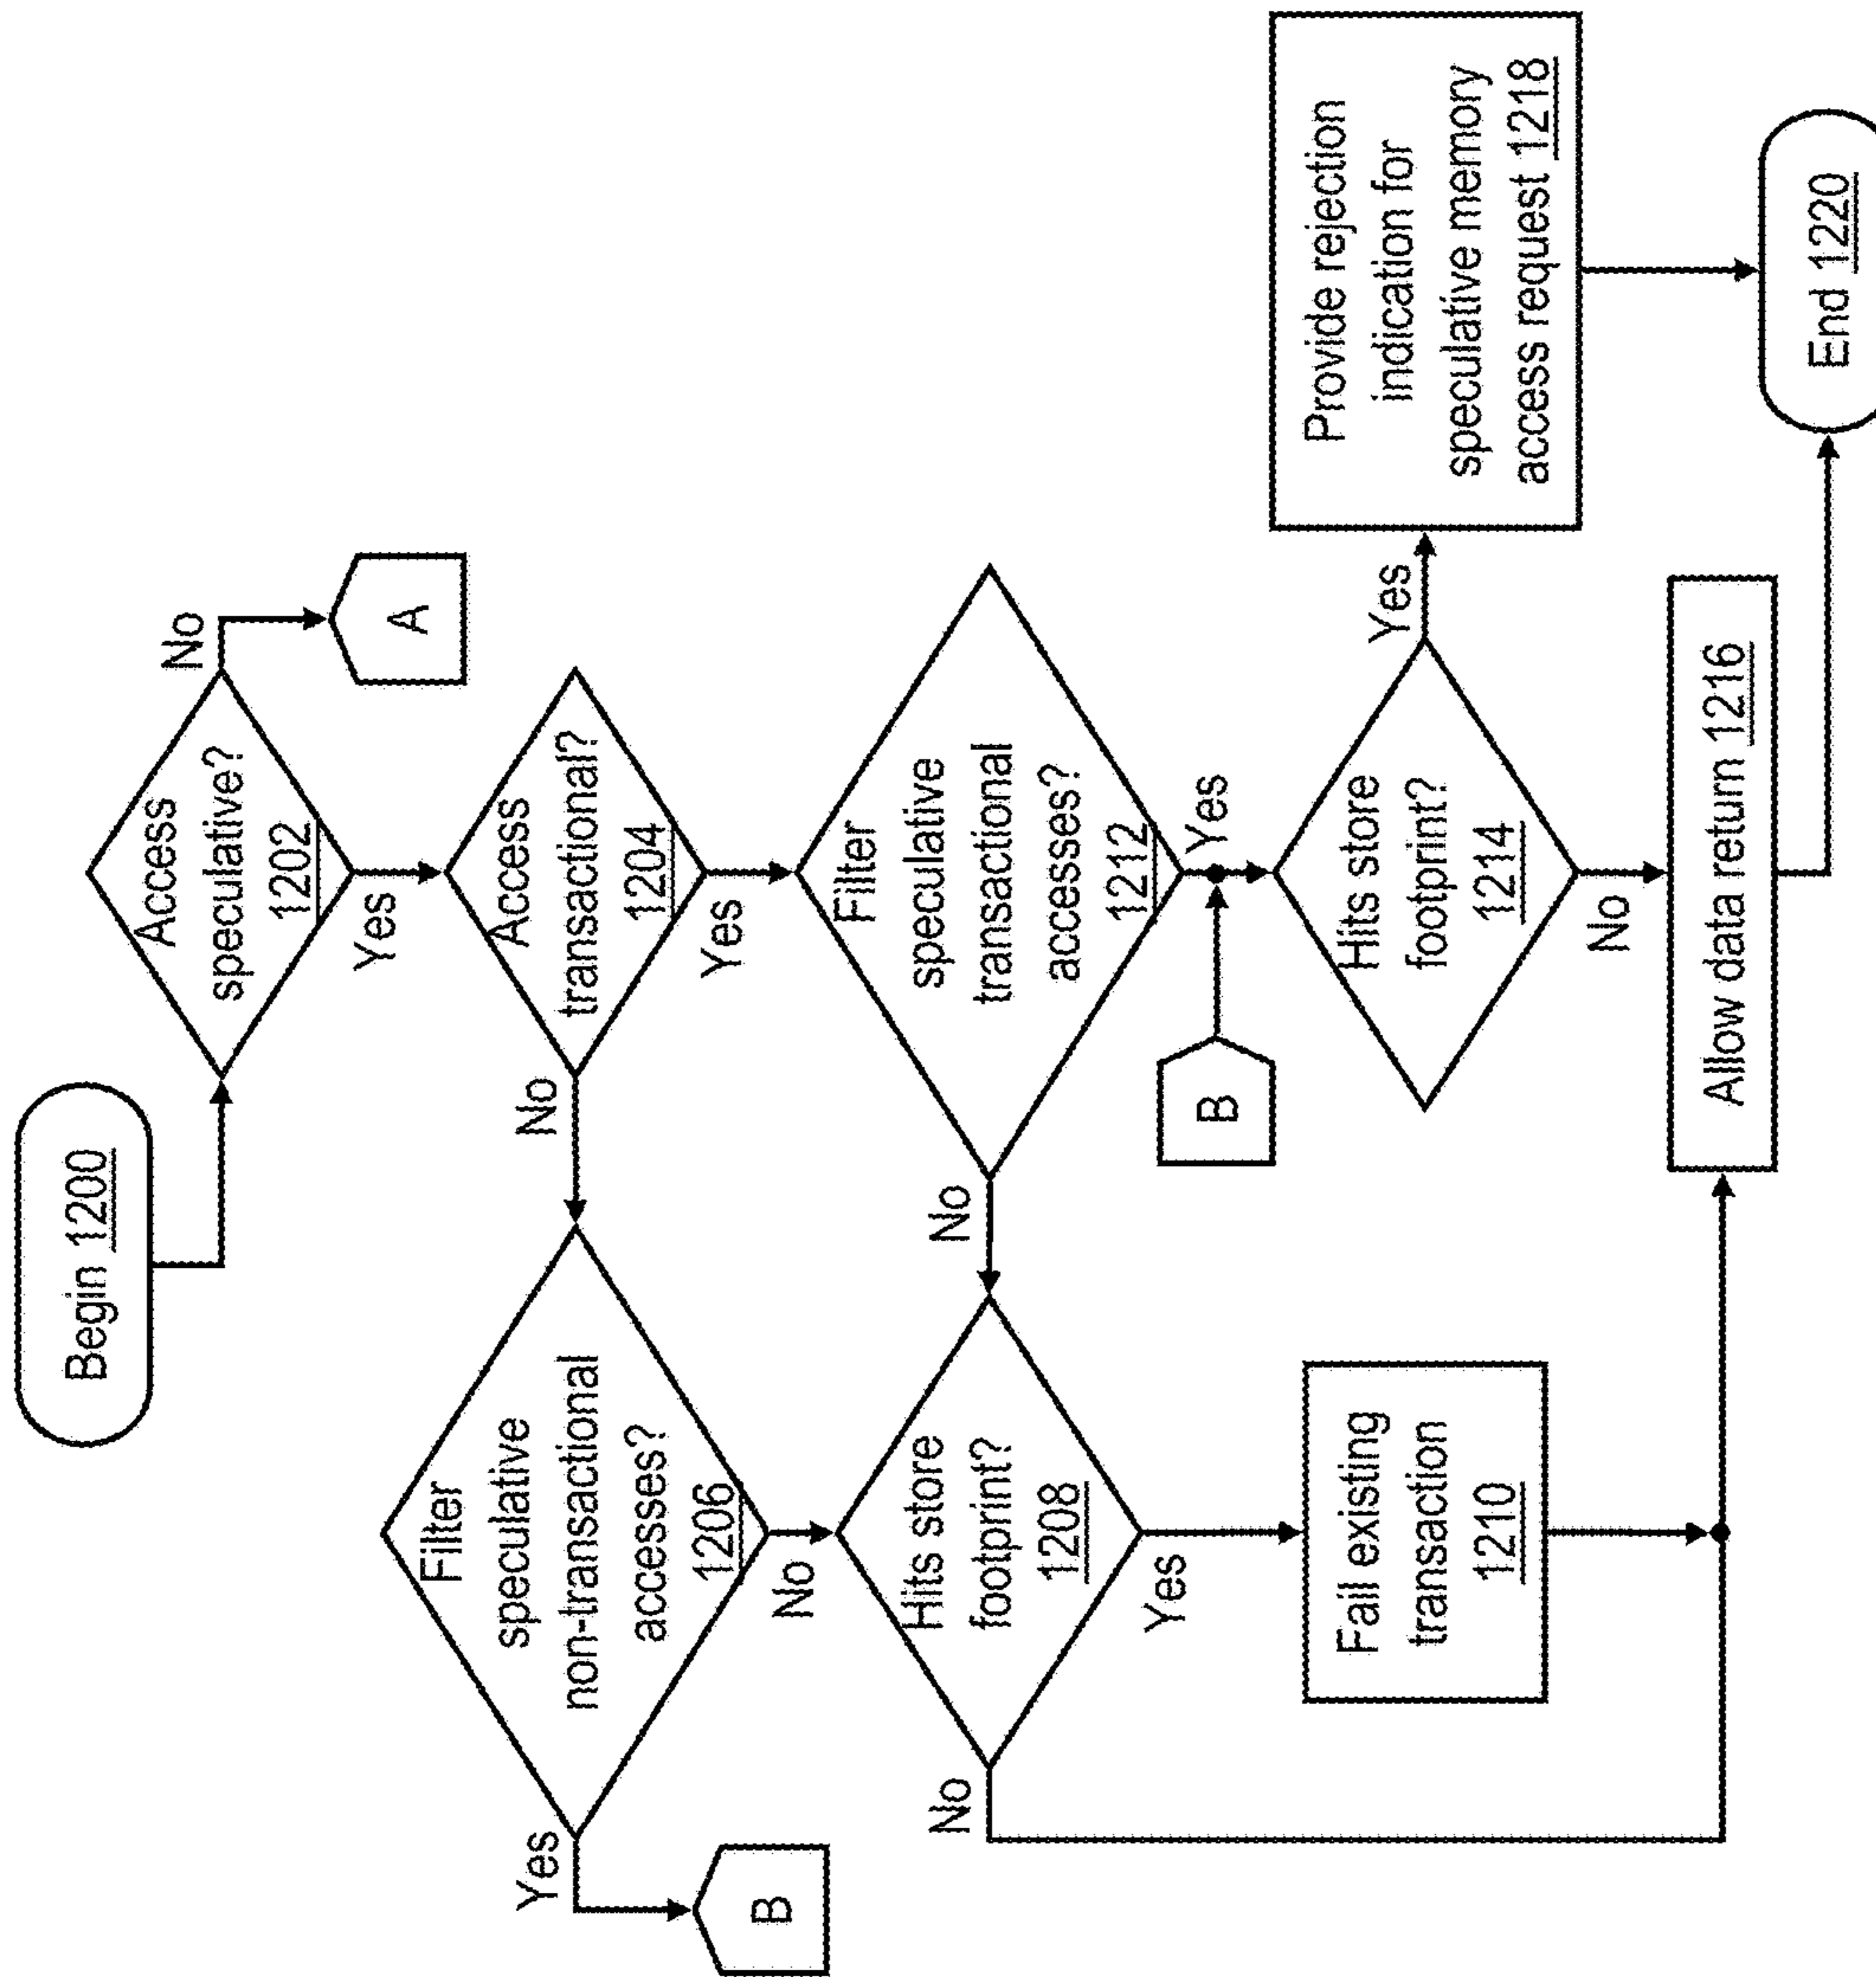 Begin 1200
Access
speculative?
1202
No
A
Yes
Access
transactional?
1204
No
Yes
Filter
speculative
non-transactional
accesses?
1206
Yes
B
No
Filter
speculative
transactional
accesses?
1212
No
Yes
B
Hits store
footprint?
1208
No
Yes
Hits store
footprint?
1214
Yes
No
Fail existing
transaction
1210
Provide rejection
indication for
speculative memory
access request 1218
Allow data return 1216
End 1220